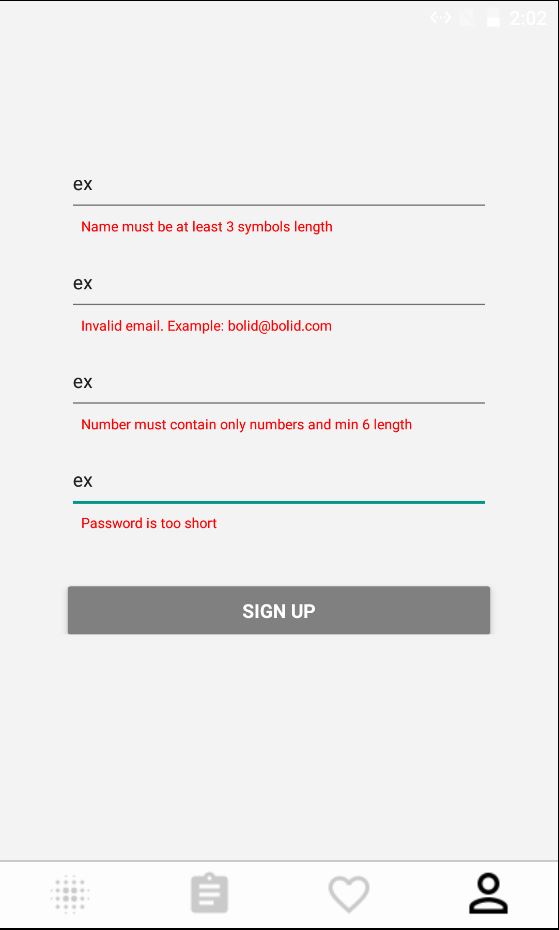 2:02
ex
Name must be at least 3 symbols length
ex
Invalid email. Example: bolid@bolid.com
ex
Number must contain only numbers and min 6 length
ex
Password is too short
SIGN UP